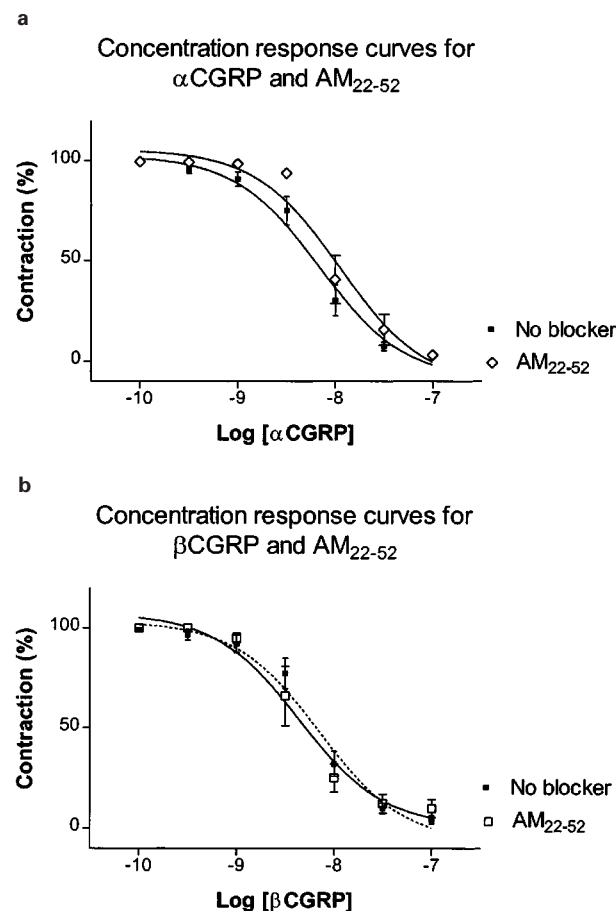 a
Concentration response curves for
αCGRP and AM22-52
Contraction (%)
100
50
0
-10 -9 -8 -7
Log [αCGRP]
No blocker
AM22-52
b
Concentration response curves for
βCGRP and AM22-52
Contraction (%)
100
50
0
-10 -9 -8 -7
Log [βCGRP]
No blocker
AM22-52